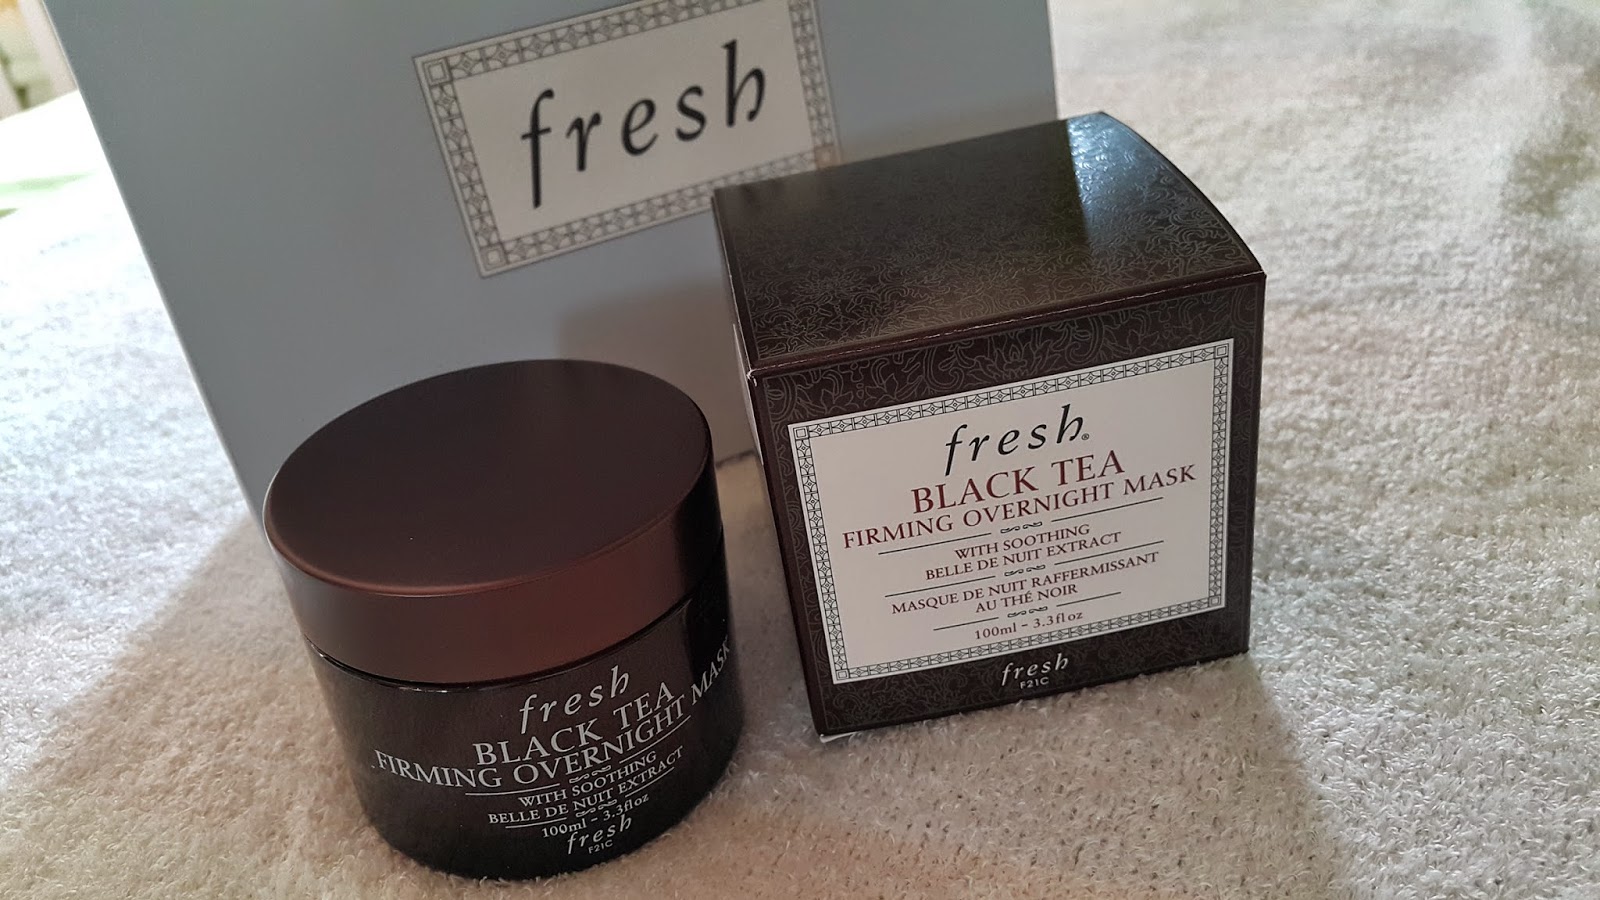 fresh
fresh®
BLACK TEA
FIRMING OVERNIGHT MASK
WITH SOOTHING
BELLE DE NUIT EXTRACT
MASQUE DE NUIT RAFFERMISSANT
AU THÉ NOIR
100ml – 3.3fl oz
fresh
F21C
fresh
BLACK TEA
FIRMING OVERNIGHT MASK
WITH SOOTHING
BELLE DE NUIT EXTRACT
100ml – 3.3fl oz
fresh
F21C